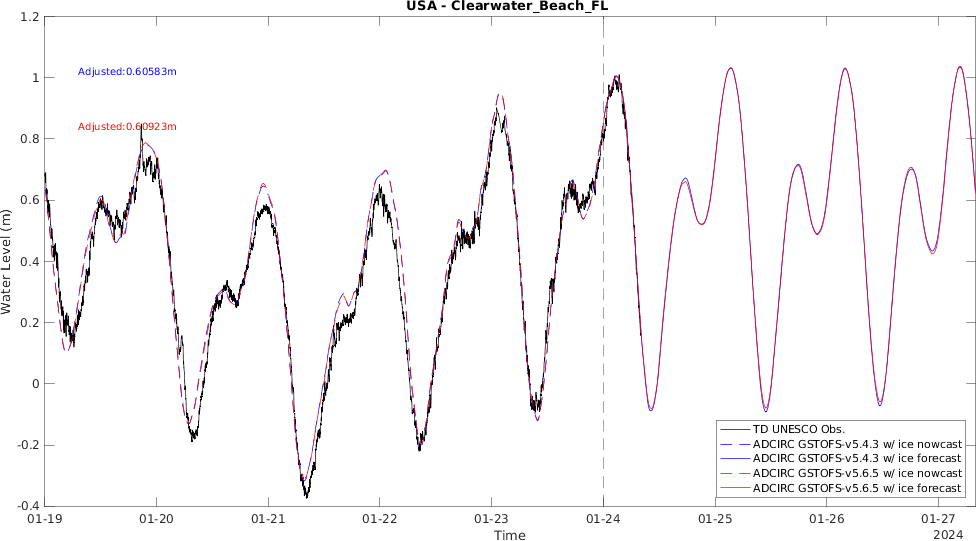 USA - Clearwater_Beach_FL
Adjusted:0.60583m
Adjusted:0.60923m
Water Level (m)
1.2
1
0.8
0.6
0.4
0.2
0
-0.2
-0.4
01-19 01-20 01-21 01-22 01-23 01-24 01-25 01-26 01-27
Time
2024
TD UNESCO Obs.
ADCIRC GSTOFS-v5.4.3 w/ ice nowcast
ADCIRC GSTOFS-v5.4.3 w/ ice forecast
ADCIRC GSTOFS-v5.6.5 w/ ice nowcast
ADCIRC GSTOFS-v5.6.5 w/ ice forecast